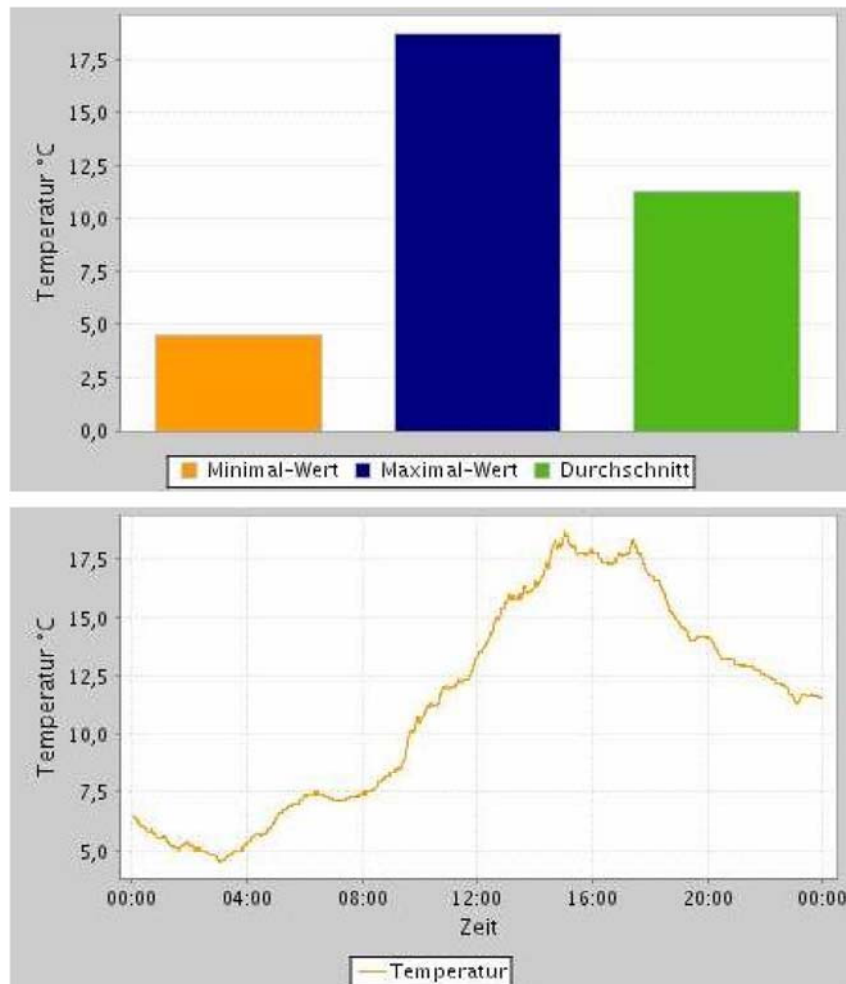 17,5
15,0
12,5
10,0
7,5
5,0
2,5
0,0
Temperatur °C
Minimal-Wert Maximal-Wert Durchschnitt
17,5
15,0
12,5
10,0
7,5
5,0
Temperatur °C
00:00 04:00 08:00 12:00 16:00 20:00 00:00
Zeit
Temperatur